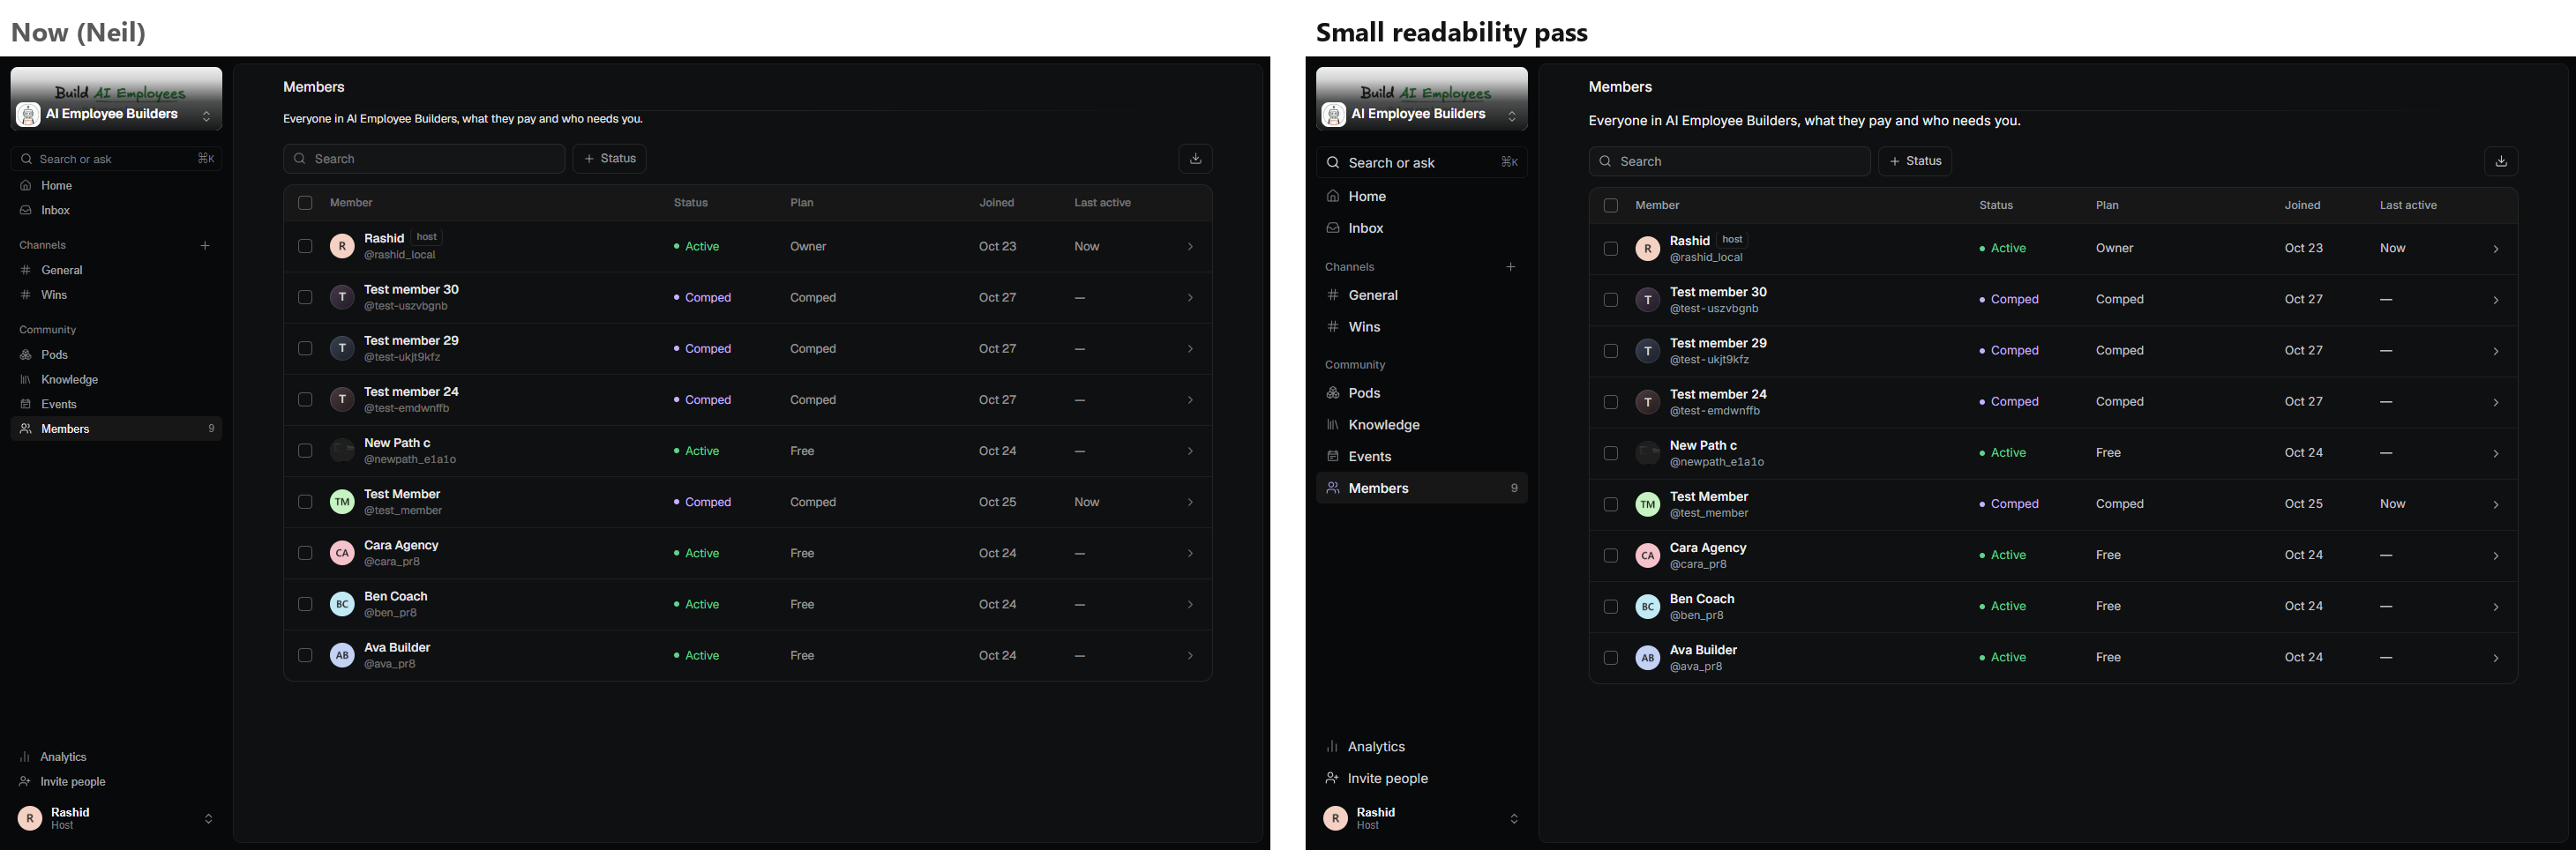 Now (Neil)
Build AI Employees
AI Employee Builders
Search or ask ⌘K
Home
Inbox
Channels
General
Wins
Community
Pods
Knowledge
Events
Members 9
Analytics
Invite people
R Rashid
Host
Members
Everyone in AI Employee Builders, what they pay and who needs you.
Search + Status
Member Status Plan Joined Last active
R Rashid host Active Owner Oct 23 Now
@rashid_local
T Test member 30 Comped Comped Oct 27 —
@test-uszvbgnb
T Test member 29 Comped Comped Oct 27 —
@test-ukjt9kfz
T Test member 24 Comped Comped Oct 27 —
@test-emdwnffb
New Path c Active Free Oct 24 —
@newpath_e1a1o
TM Test Member Comped Comped Oct 25 Now
@test_member
CA Cara Agency Active Free Oct 24 —
@cara_pr8
BC Ben Coach Active Free Oct 24 —
@ben_pr8
AB Ava Builder Active Free Oct 24 —
@ava_pr8
Small readability pass
Build AI Employees
AI Employee Builders
Search or ask ⌘K
Home
Inbox
Channels
General
Wins
Community
Pods
Knowledge
Events
Members 9
Analytics
Invite people
R Rashid
Host
Members
Everyone in AI Employee Builders, what they pay and who needs you.
Search + Status
Member Status Plan Joined Last active
R Rashid host Active Owner Oct 23 Now
@rashid_local
T Test member 30 Comped Comped Oct 27 —
@test-uszvbgnb
T Test member 29 Comped Comped Oct 27 —
@test-ukjt9kfz
T Test member 24 Comped Comped Oct 27 —
@test-emdwnffb
New Path c Active Free Oct 24 —
@newpath_e1a1o
TM Test Member Comped Comped Oct 25 Now
@test_member
CA Cara Agency Active Free Oct 24 —
@cara_pr8
BC Ben Coach Active Free Oct 24 —
@ben_pr8
AB Ava Builder Active Free Oct 24 —
@ava_pr8